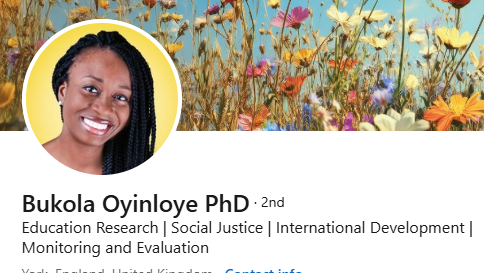 Bukola Oyinloye PhD · 2nd
Education Research | Social Justice | International Development |
Monitoring and Evaluation
York, England, United Kingdom · Contact info